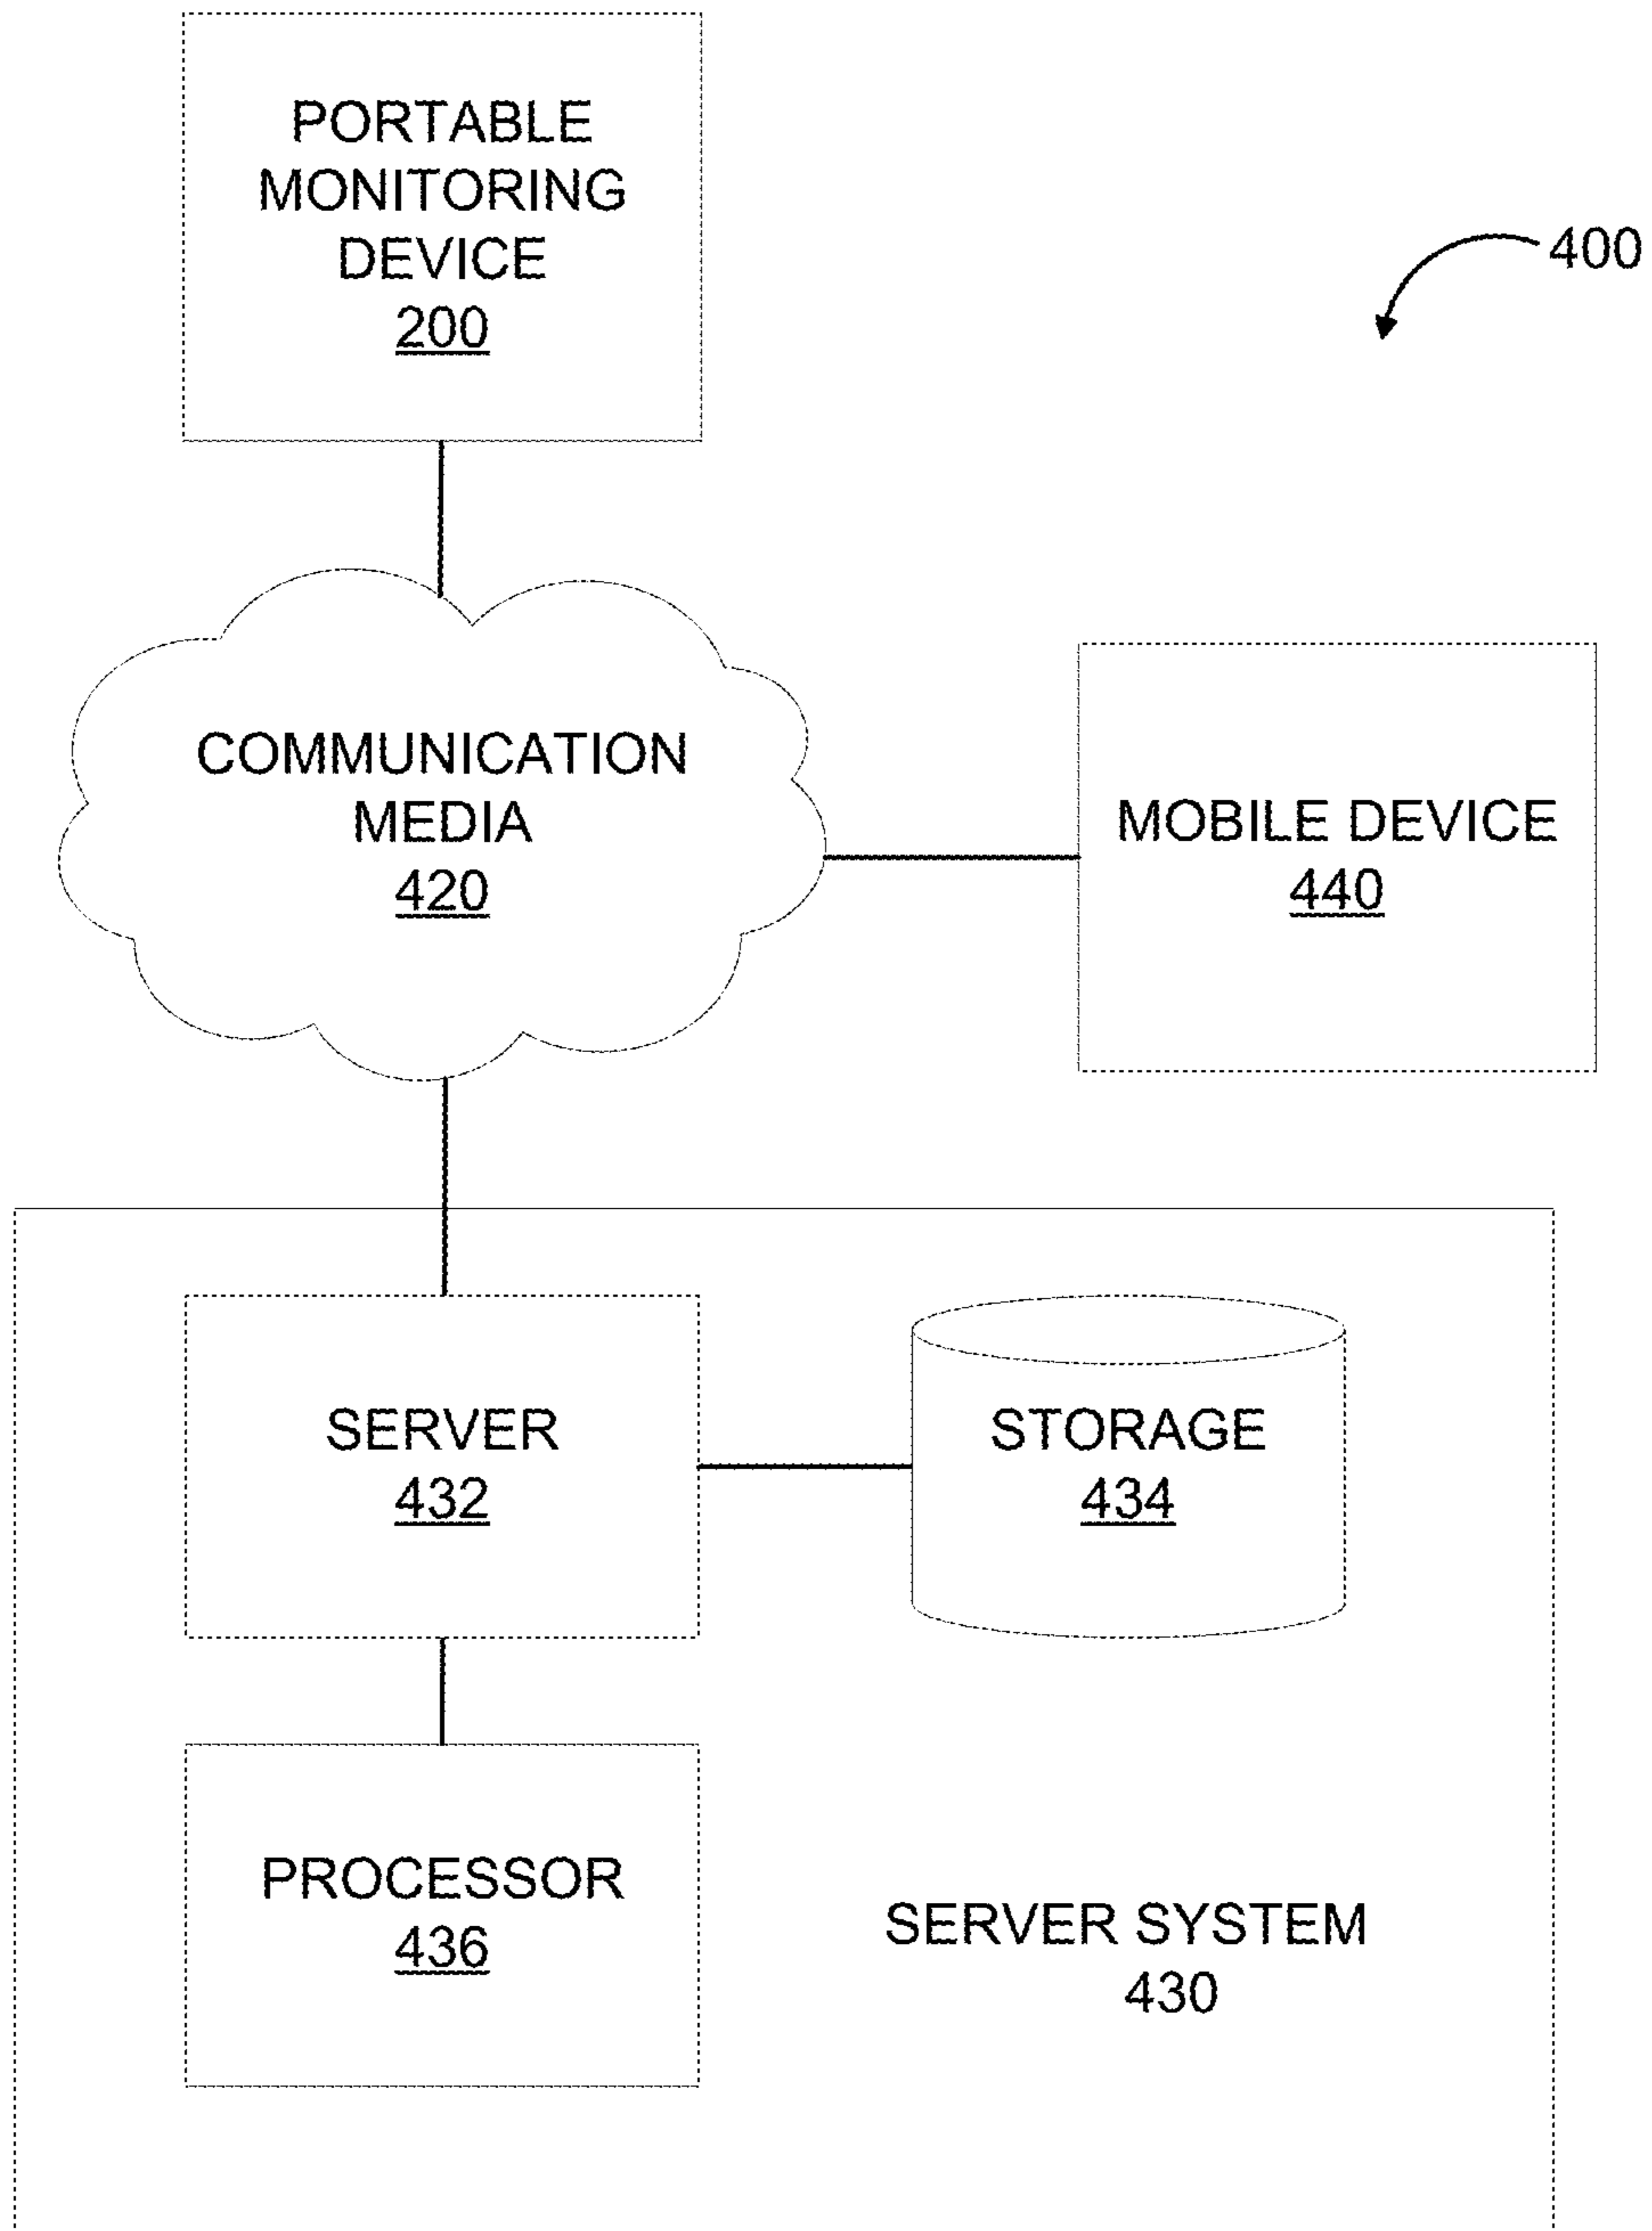 PORTABLE
MONITORING
DEVICE
200
400
COMMUNICATION
MEDIA
420
MOBILE DEVICE
440
SERVER
432
STORAGE
434
PROCESSOR
436
SERVER SYSTEM
430